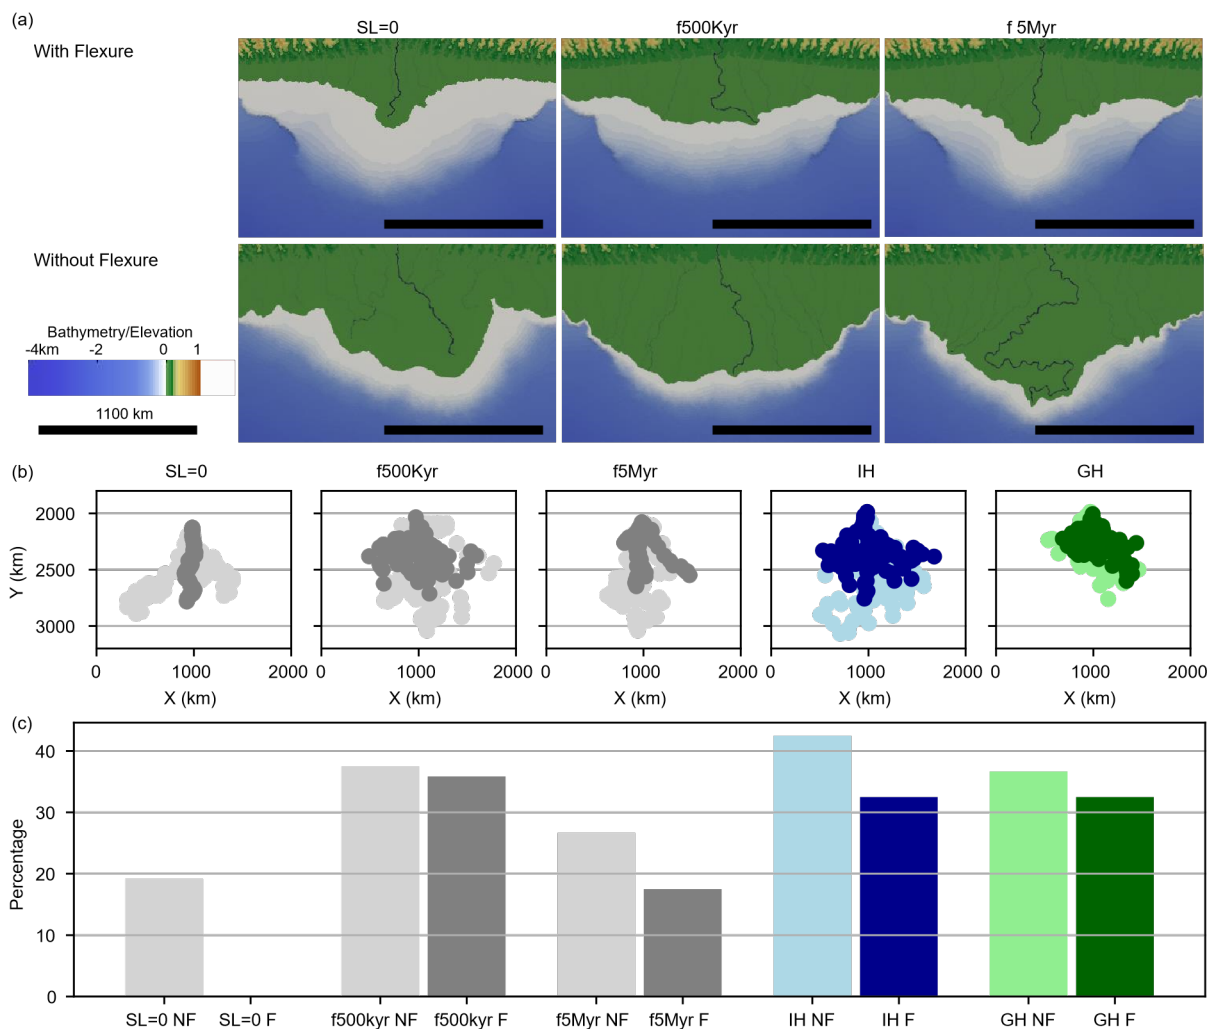 (a)
SL=0 f500Kyr f 5Myr
With Flexure
Without Flexure
Bathymetry/Elevation
-4km -2 0 1
1100 km
(b)
SL=0 f500Kyr f5Myr IH GH
2000
2500
3000
Y (km)
0 1000 2000 0 1000 2000 0 1000 2000 0 1000 2000 0 1000 2000
X (km) X (km) X (km) X (km) X (km)
(c)
40
30
20
10
0
Percentage
SL=0 NF SL=0 F f500kyr NF f500kyr F f5Myr NF f5Myr F IH NF IH F GH NF GH F